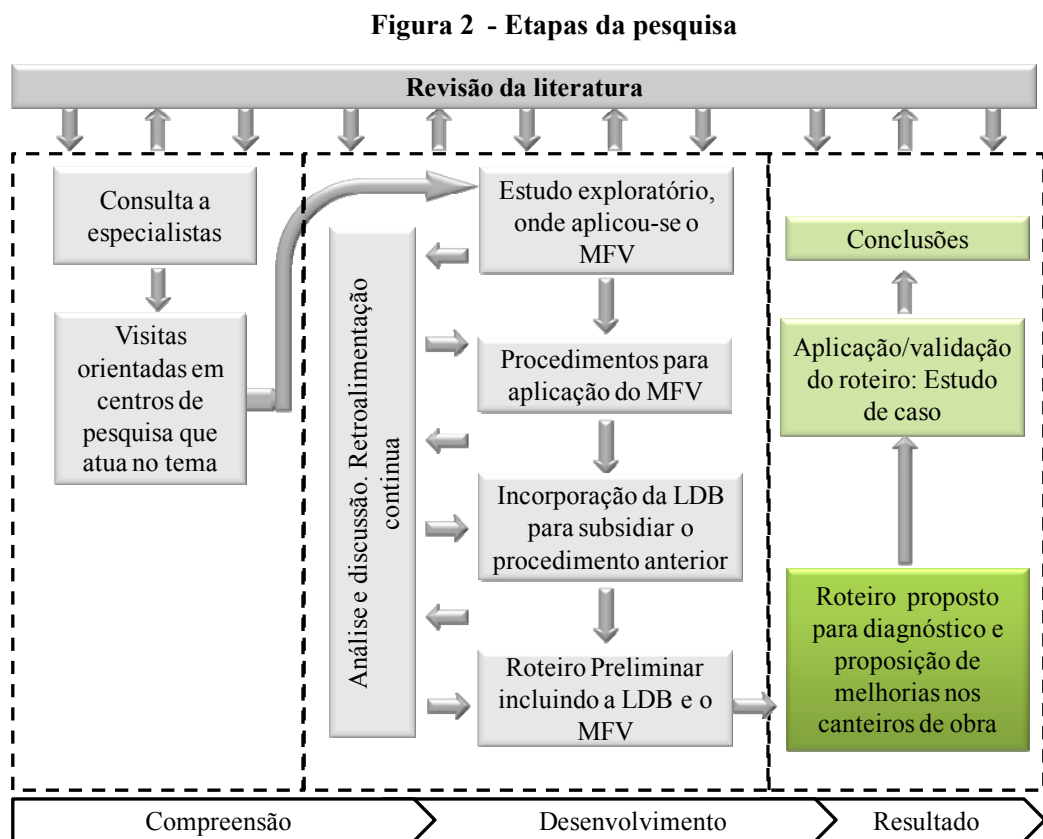 Figura 2 - Etapas da pesquisa
Revisão da literatura
Consulta a
especialistas
Visitas
orientadas em
centros de
pesquisa que
atua no tema
Análise e discussão. Retroalimentação
continua
Estudo exploratório,
onde aplicou-se o
MFV
Procedimentos para
aplicação do MFV
Incorporação da LDB
para subsidiar o
procedimento anterior
Roteiro Preliminar
incluindo a LDB e o
MFV
Conclusões
Aplicação/validação
do roteiro: Estudo
de caso
Roteiro proposto
para diagnóstico e
proposição de
melhorias nos
canteiros de obra
Compreensão
Desenvolvimento
Resultado